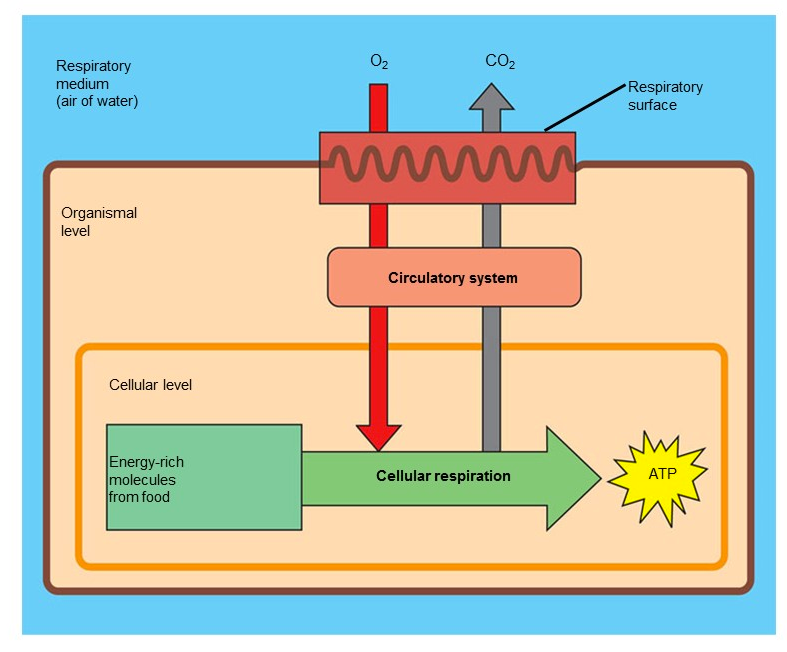 O₂
CO₂
Respiratory
medium
(air of water)
Respiratory
surface
Organismal
level
Circulatory system
Cellular level
Energy-rich
molecules
from food
Cellular respiration
ATP